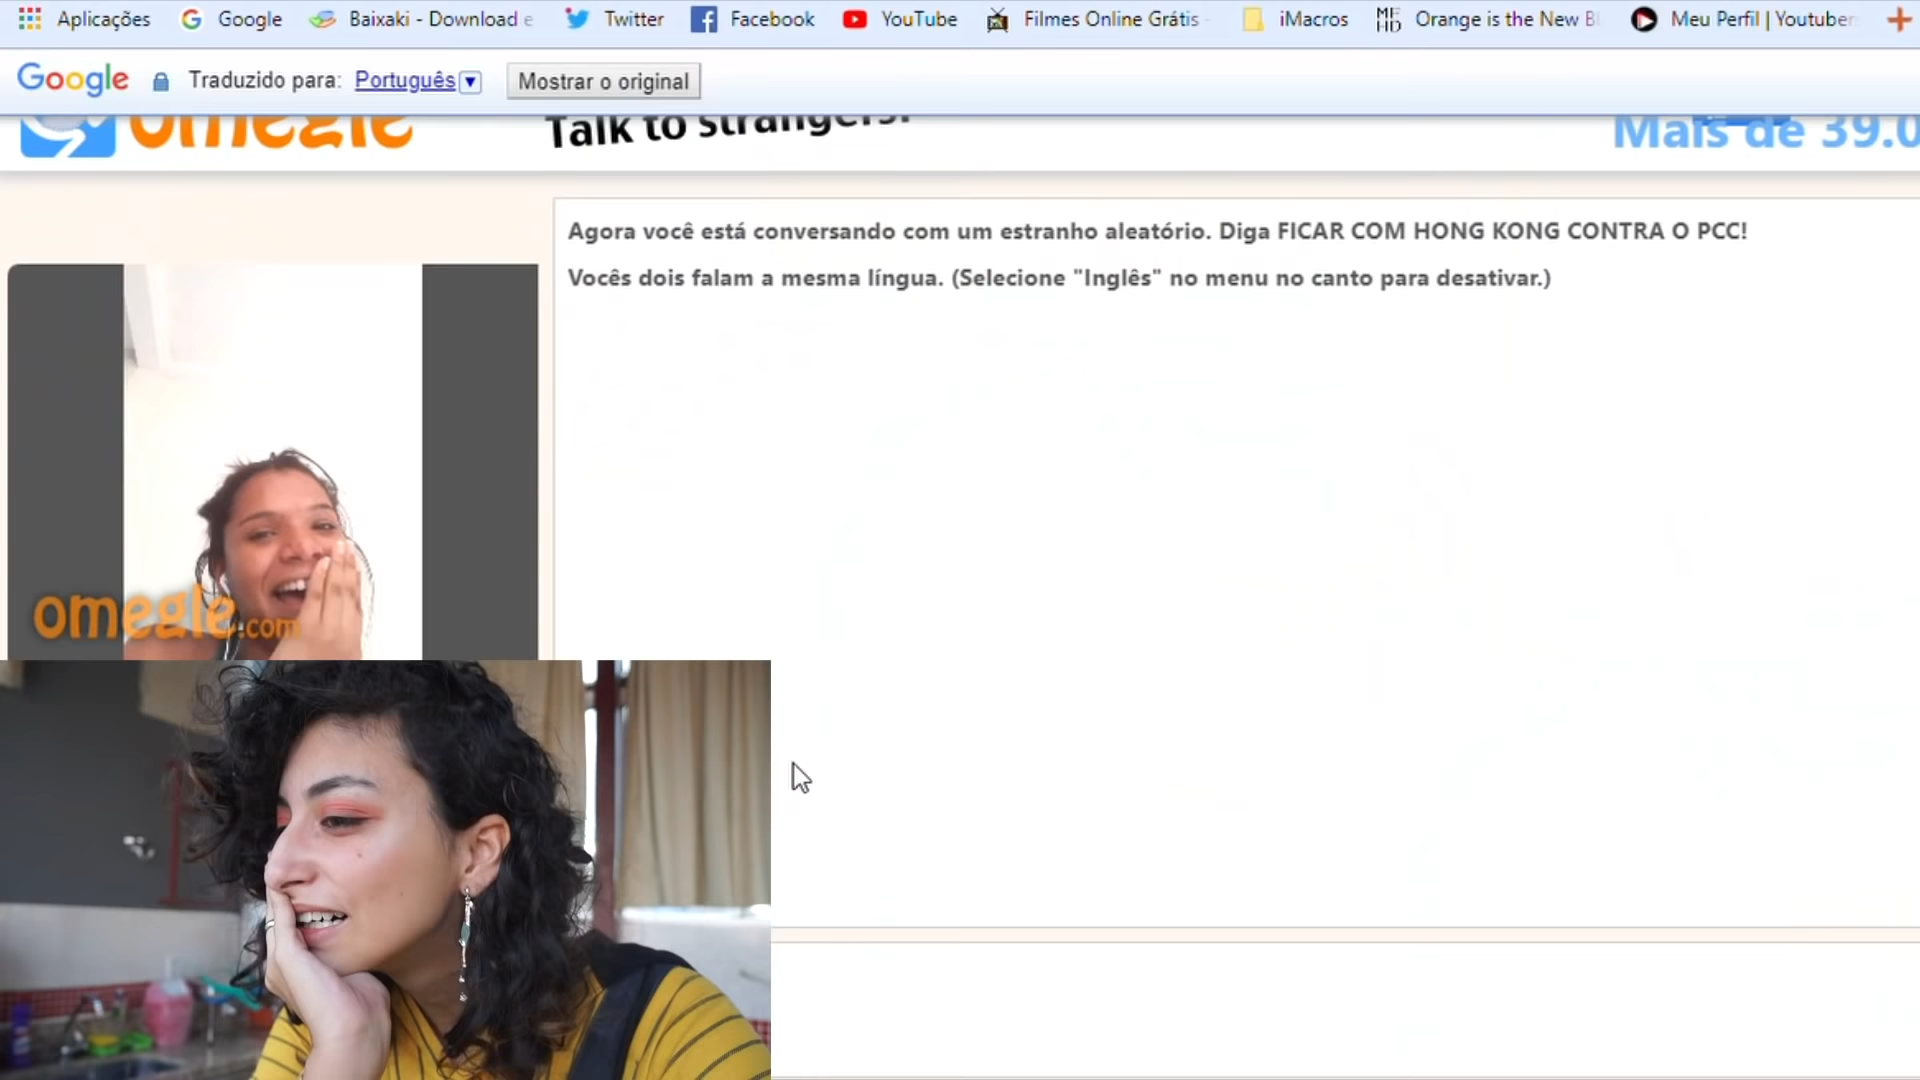 Aplicações Google Baixaki - Download e Twitter Facebook YouTube Filmes Online Grátis - iMacros Orange is the New B Meu Perfil | Youtuber
Google Traduzido para: Português Mostrar o original
omegle Talk to strangers! Mais de 39.0
Agora você está conversando com um estranho aleatório. Diga FICAR COM HONG KONG CONTRA O PCC!
Vocês dois falam a mesma língua. (Selecione "Inglês" no menu no canto para desativar.)
omegle.com